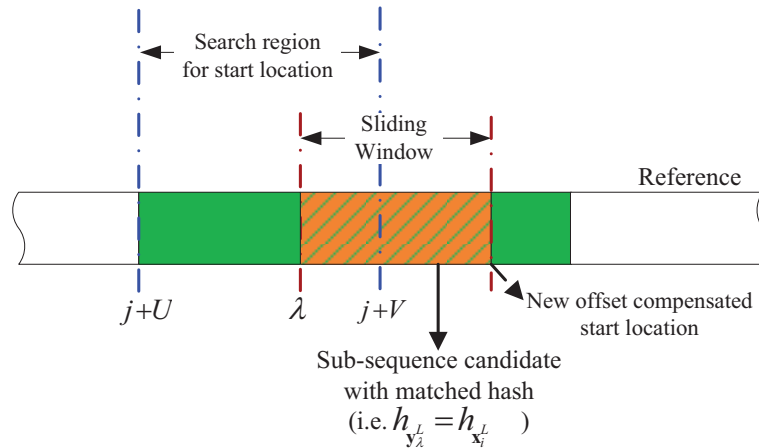 Search region
for start location
Sliding
Window
Reference
j+U
λ
j+V
New offset compensated
start location
Sub-sequence candidate
with matched hash
(i.e. h_{y_λ^L} = h_{x_i^L} )